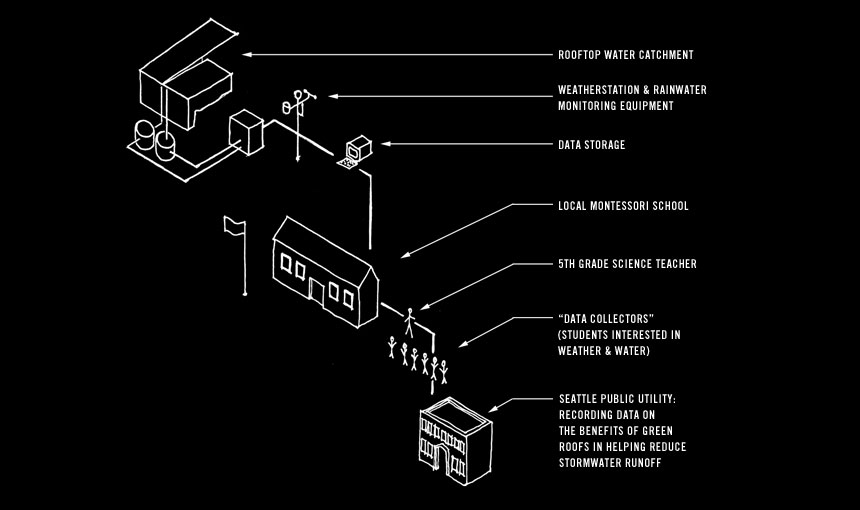 ROOFTOP WATER CATCHMENT
WEATHERSTATION & RAINWATER
MONITORING EQUIPMENT
DATA STORAGE
LOCAL MONTESSORI SCHOOL
5TH GRADE SCIENCE TEACHER
“DATA COLLECTORS”
(STUDENTS INTERESTED IN
WEATHER & WATER)
SEATTLE PUBLIC UTILITY:
RECORDING DATA ON
THE BENEFITS OF GREEN
ROOFS IN HELPING REDUCE
STORMWATER RUNOFF